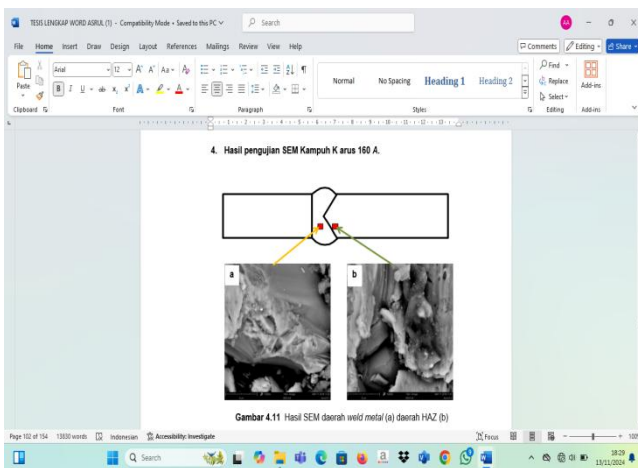 TESIS LENGKAP WORD ASRUL (1) - Compatibility Mode • Saved to this PC
Search
AA
File Home Insert Draw Design Layout References Mailings Review View Help
Comments Editing Share
Paste
Arial 12
Normal No Spacing Heading 1 Heading 2
Find
Replace
Select
Add-ins
Clipboard Font Paragraph Styles Editing Add-ins
4. Hasil pengujian SEM Kampuh K arus 160 A.
a b
Gambar 4.11 Hasil SEM daerah weld metal (a) daerah HAZ (b)
Page 102 of 154 13830 words Indonesian Accessibility: Investigate Focus 100%
Search
18:29
13/11/2024